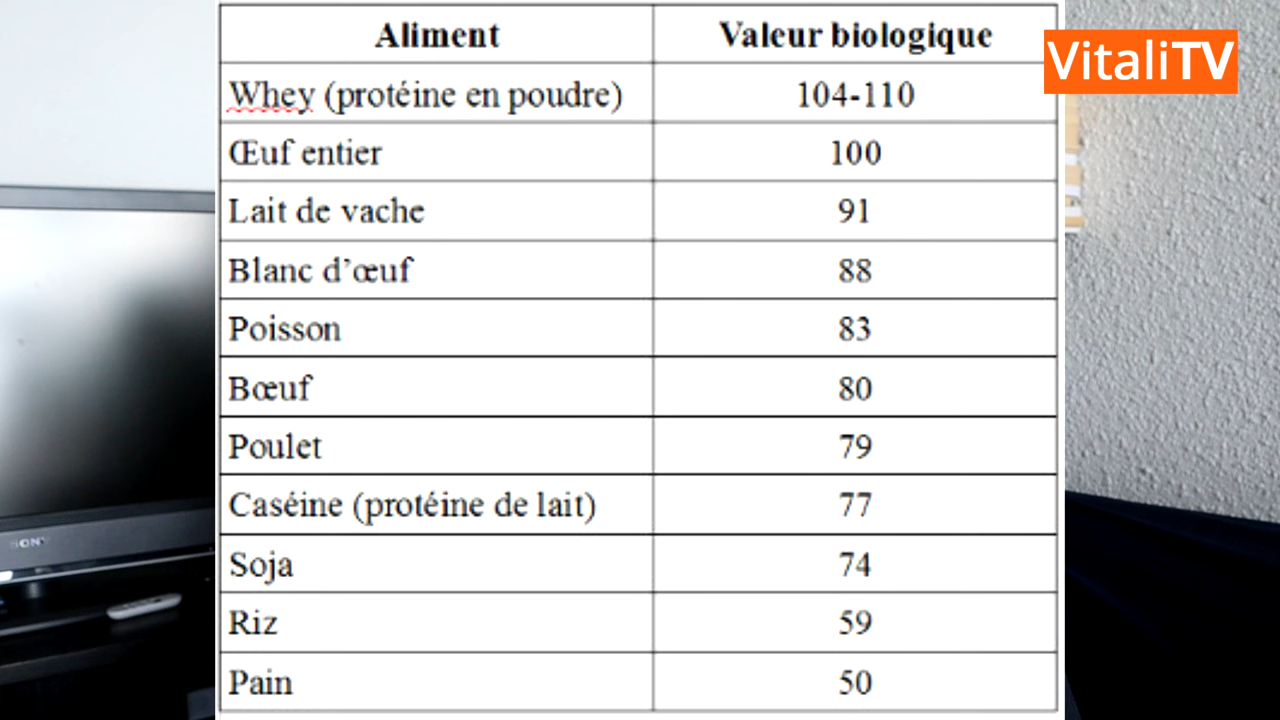 Aliment Valeur biologique
VitaliTV
Whey (protéine en poudre) 104-110
Œuf entier 100
Lait de vache 91
Blanc d’œuf 88
Poisson 83
Bœuf 80
Poulet 79
Caséine (protéine de lait) 77
SONY
Soja 74
Riz 59
Pain 50